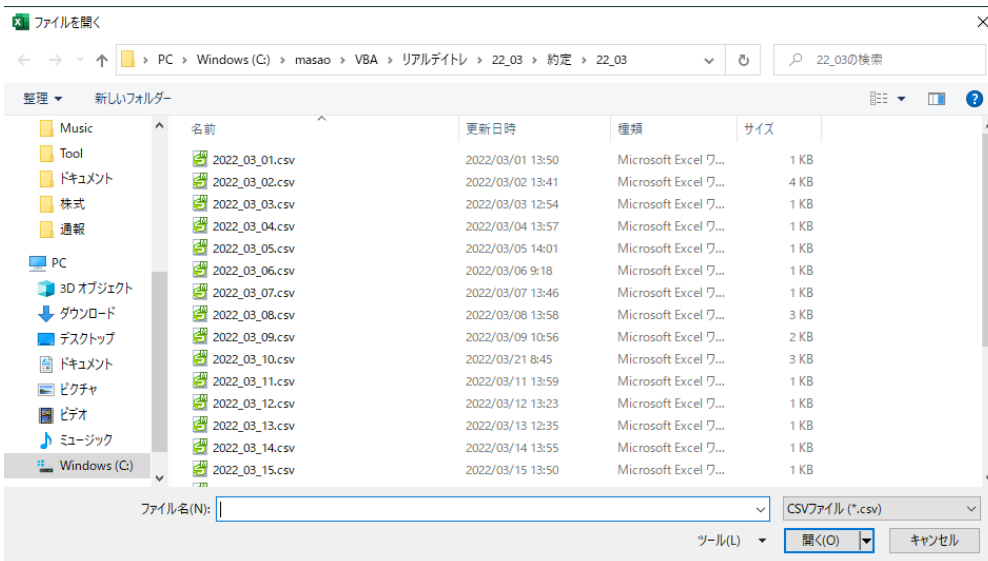 ファイルを開く
PC > Windows (C:) > masao > VBA > リアルデイトレ > 22_03 > 約定 > 22_03
22_03の検索
整理 新しいフォルダー
Music
Tool
ドキュメント
株式
通報
PC
3D オブジェクト
ダウンロード
デスクトップ
ドキュメント
ピクチャ
ビデオ
ミュージック
Windows (C:)
名前 更新日時 種類 サイズ
2022_03_01.csv 2022/03/01 13:50 Microsoft Excel ワ... 1 KB
2022_03_02.csv 2022/03/02 13:41 Microsoft Excel ワ... 4 KB
2022_03_03.csv 2022/03/03 12:54 Microsoft Excel ワ... 1 KB
2022_03_04.csv 2022/03/04 13:57 Microsoft Excel ワ... 1 KB
2022_03_05.csv 2022/03/05 14:01 Microsoft Excel ワ... 1 KB
2022_03_06.csv 2022/03/06 9:18 Microsoft Excel ワ... 1 KB
2022_03_07.csv 2022/03/07 13:46 Microsoft Excel ワ... 1 KB
2022_03_08.csv 2022/03/08 13:58 Microsoft Excel ワ... 3 KB
2022_03_09.csv 2022/03/09 10:56 Microsoft Excel ワ... 2 KB
2022_03_10.csv 2022/03/21 8:45 Microsoft Excel ワ... 3 KB
2022_03_11.csv 2022/03/11 13:59 Microsoft Excel ワ... 1 KB
2022_03_12.csv 2022/03/12 13:23 Microsoft Excel ワ... 1 KB
2022_03_13.csv 2022/03/13 12:35 Microsoft Excel ワ... 1 KB
2022_03_14.csv 2022/03/14 13:55 Microsoft Excel ワ... 1 KB
2022_03_15.csv 2022/03/15 13:50 Microsoft Excel ワ... 1 KB
ファイル名(N): CSVファイル (*.csv)
ツール(L) 開く(O) キャンセル